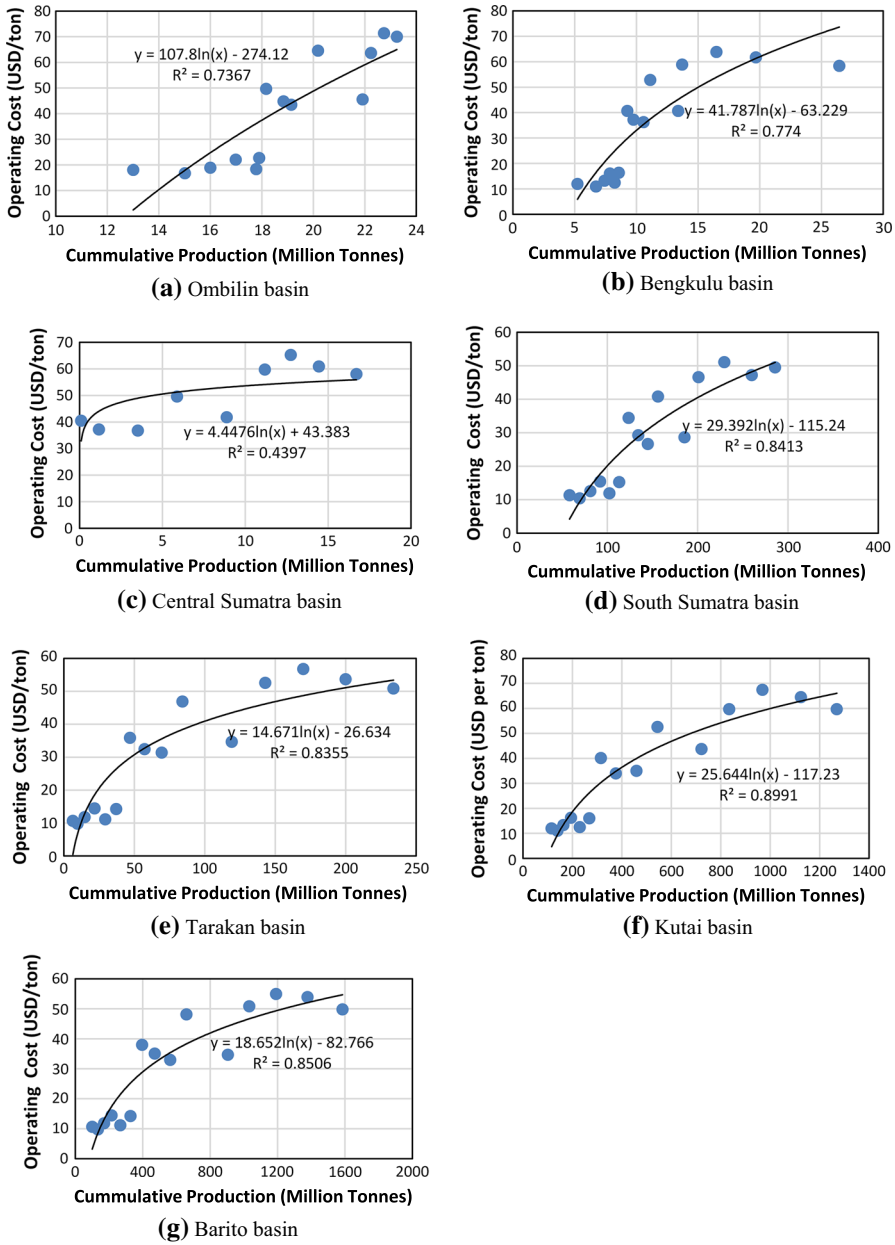 Operating Cost (USD/ton)
80
70
60
50
40
30
20
10
0
y = 107.8ln(x) - 274.12
R² = 0.7367
10 12 14 16 18 20 22 24
Cummulative Production (Million Tonnes)
(a) Ombilin basin
Operating Cost (USD/ton)
80
70
60
50
40
30
20
10
0
y = 41.787ln(x) - 63.229
R² = 0.774
0 5 10 15 20 25 30
Cummulative Production (Million Tonnes)
(b) Bengkulu basin
Operating Cost (USD/ton)
70
60
50
40
30
20
10
0
y = 4.4476ln(x) + 43.383
R² = 0.4397
0 5 10 15 20
Cummulative Production (Million Tonnes)
(c) Central Sumatra basin
Operating Cost (USD/ton)
60
50
40
30
20
10
0
y = 29.392ln(x) - 115.24
R² = 0.8413
0 100 200 300 400
Cummulative Production (Million Tonnes)
(d) South Sumatra basin
Operating Cost (USD/ton)
60
50
40
30
20
10
0
y = 14.671ln(x) - 26.634
R² = 0.8355
0 50 100 150 200 250
Cummulative Production (Million Tonnes)
(e) Tarakan basin
Operating Cost (USD per ton)
80
70
60
50
40
30
20
10
0
y = 25.644ln(x) - 117.23
R² = 0.8991
0 200 400 600 800 1000 1200 1400
Cummulative Production (Million Tonnes)
(f) Kutai basin
Operating Cost (USD/ton)
60
50
40
30
20
10
0
y = 18.652ln(x) - 82.766
R² = 0.8506
0 400 800 1200 1600 2000
Cummulative Production (Million Tonnes)
(g) Barito basin